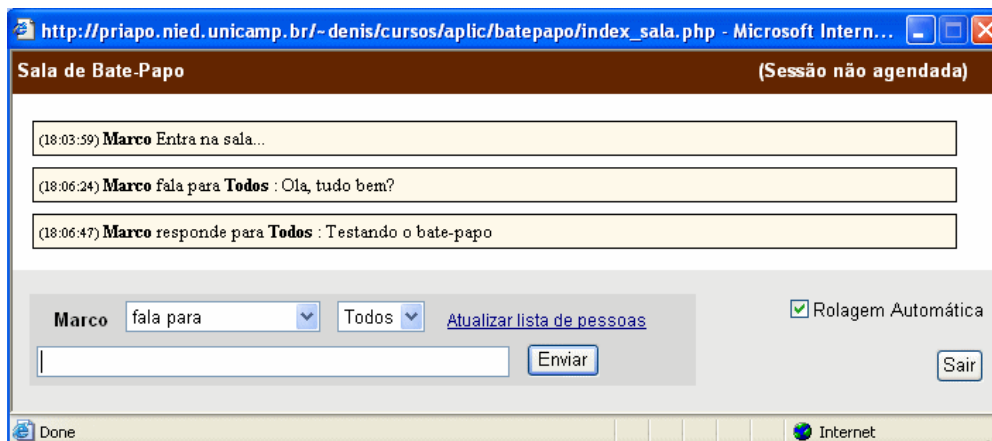 http://priapo.nied.unicamp.br/~denis/cursos/aplic/batepapo/index_sala.php - Microsoft Intern...
Sala de Bate-Papo (Sessão não agendada)
(18:03:59) Marco Entra na sala...
(18:06:24) Marco fala para Todos : Ola, tudo bem?
(18:06:47) Marco responde para Todos : Testando o bate-papo
Marco fala para Todos Atualizar lista de pessoas Rolagem Automática
Enviar
Sair
Done Internet